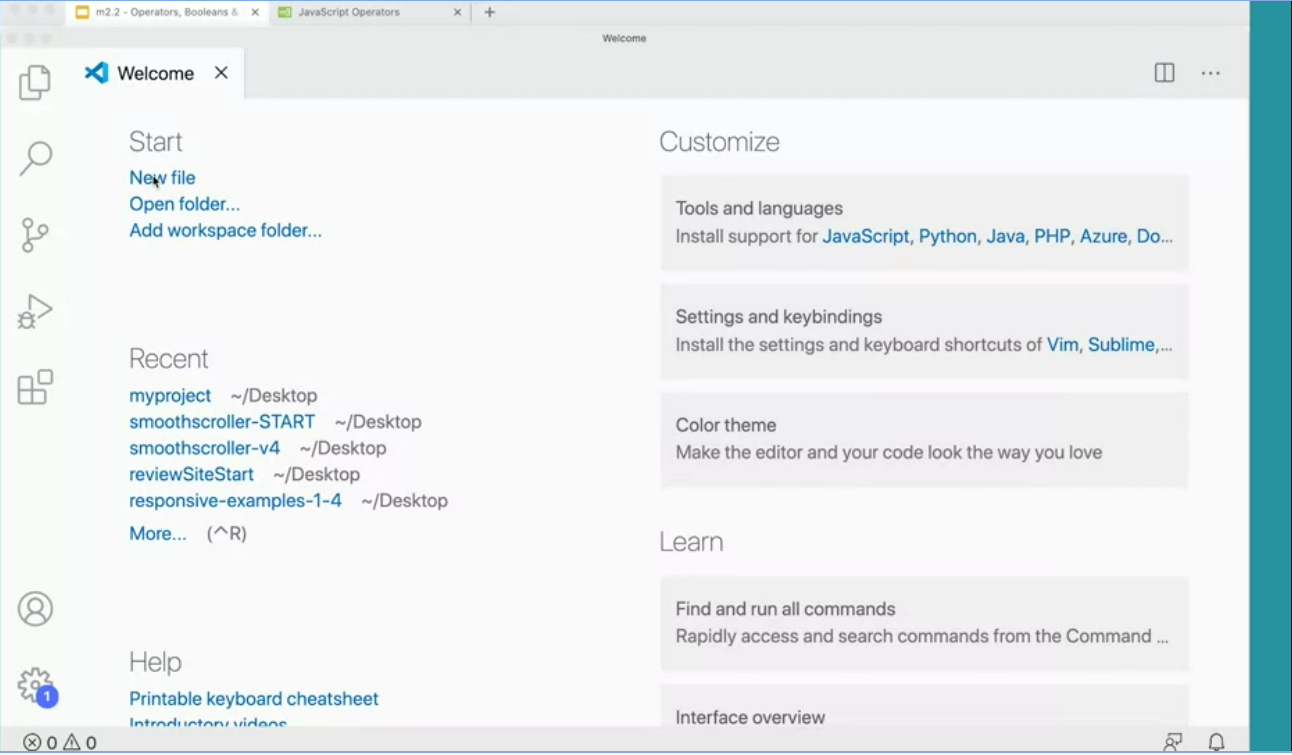 m2.2 - Operators, Booleans &
JavaScript Operators
Welcome
Welcome
Start
New file
Open folder...
Add workspace folder...
Recent
myproject ~/Desktop
smoothscroller-START ~/Desktop
smoothscroller-v4 ~/Desktop
reviewSiteStart ~/Desktop
responsive-examples-1-4 ~/Desktop
More... (^R)
Help
Printable keyboard cheatsheet
Introductory videos
Customize
Tools and languages
Install support for JavaScript, Python, Java, PHP, Azure, Do...
Settings and keybindings
Install the settings and keyboard shortcuts of Vim, Sublime,...
Color theme
Make the editor and your code look the way you love
Learn
Find and run all commands
Rapidly access and search commands from the Command ...
Interface overview
1
0 0